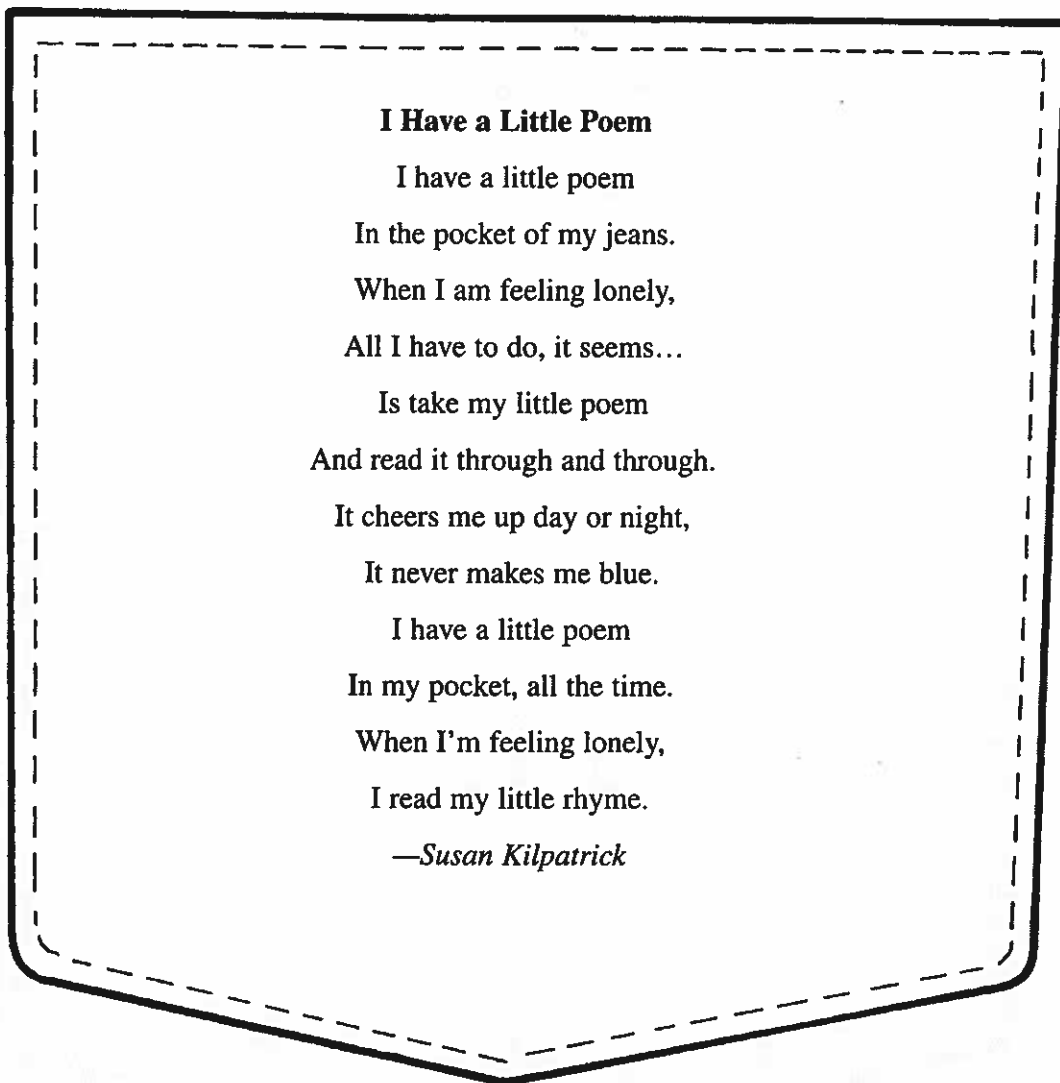 I Have a Little Poem
I have a little poem
In the pocket of my jeans.
When I am feeling lonely,
All I have to do, it seems…
Is take my little poem
And read it through and through.
It cheers me up day or night,
It never makes me blue.
I have a little poem
In my pocket, all the time.
When I'm feeling lonely,
I read my little rhyme.
—Susan Kilpatrick